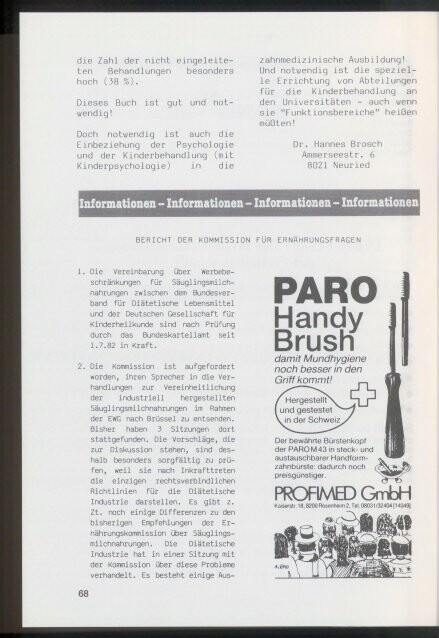 die Zahl der nicht eingeleite-
ten Behandlungen besonders
hoch (38 %).
Dieses Buch ist gut und not-
wendig!
Doch notwendig ist auch die
Einbeziehung der Psychologie
und der Kinderbehandlung (mit
Kinderpsychologie) in die
zahnmedizinische Ausbildung!
Und notwendig ist die speziel-
le Errichtung von Abteilungen
für die Kinderbehandlung an
den Universitäten - auch wenn
sie "Funktionsbereiche" heißen
müßten!
Dr. Hannes Brosch
Ammerseestr. 6
8021 Neuried
Informationen – Informationen – Informationen – Informationen
BERICHT DER KOMMISSION FÜR ERNÄHRUNGSFRAGEN
1. Die Vereinbarung über Werbebe-
schränkungen für Säuglingsmilch-
nahrungen zwischen dem Bundesver-
band für Diätetische Lebensmittel
und der Deutschen Gesellschaft für
Kinderheilkunde sind nach Prüfung
durch das Bundeskartellamt seit
1.7.82 in Kraft.
2. Die Kommission ist aufgefordert
worden, ihren Sprecher in die Ver-
handlungen zur Vereinheitlichung
der industriell hergestellten
Säuglingsmilchnahrungen im Rahmen
der EWG nach Brüssel zu entsenden.
Bisher haben 3 Sitzungen dort
stattgefunden. Die Vorschläge, die
zur Diskussion stehen, sind des-
halb besonders sorgfältig zu prü-
fen, weil sie nach Inkrafttreten
die einzigen rechtsverbindlichen
Richtlinien für die Diätetische
Industrie darstellen. Es gibt z.
Zt. noch einige Differenzen zu den
bisherigen Empfehlungen der Er-
nährungskommission über Säuglings-
milchnahrungen. Die Diätetische
Industrie hat in einer Sitzung mit
der Kommission über diese Probleme
verhandelt. Es besteht einige Aus-
PARO
Handy
Brush
damit Mundhygiene
noch besser in den
Griff kommt!
Hergestellt
und getestet
in der Schweiz
Der bewährte Bürstenkopf
der PARO M43 in steck- und
austauschbarer Handform-
zahnbürste: dadurch noch
preisgünstiger.
PROFIMED GmbH
Kaiserstr. 18, 8200 Rosenheim 2, Tel. 08031/32404 [14349]
68